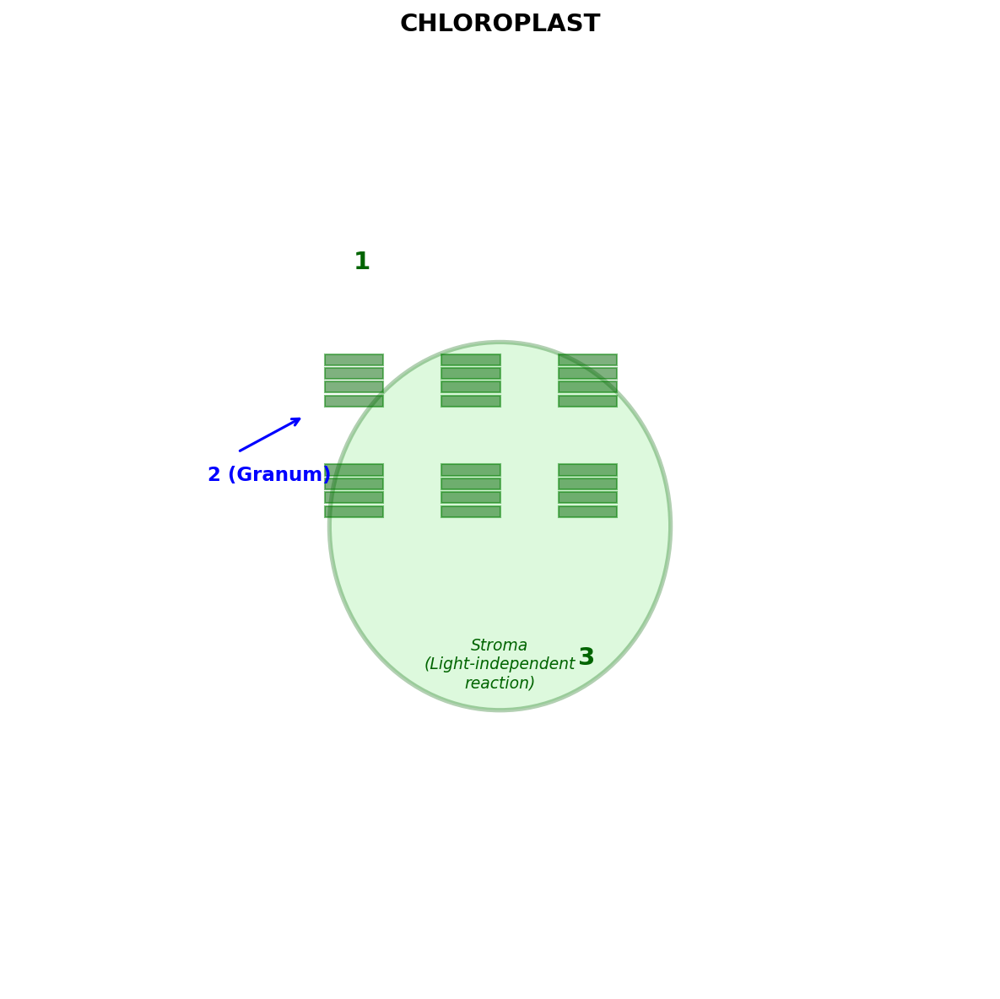 CHLOROPLAST
1
2 (Granum)
Stroma
(Light-independent
reaction)
3